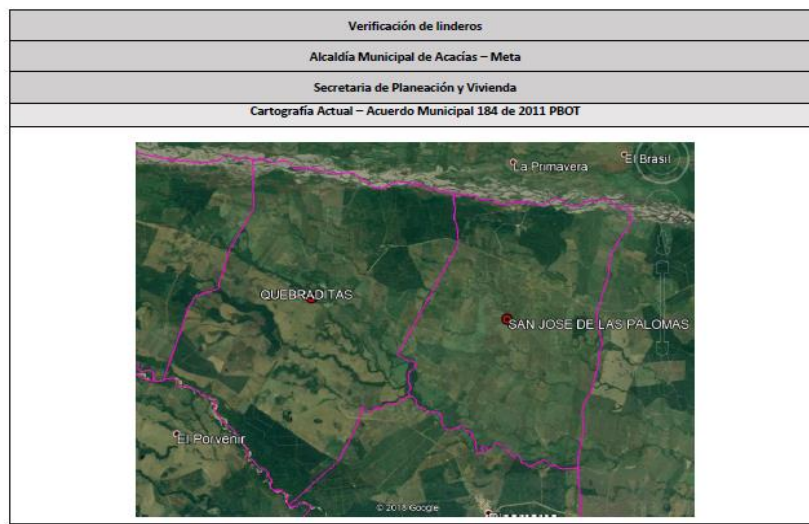 Verificación de linderos
Alcaldía Municipal de Acacías – Meta
Secretaria de Planeación y Vivienda
Cartografía Actual – Acuerdo Municipal 184 de 2011 PBOT
La Primavera
El Brasil
QUEBRADITAS
SAN JOSE DE LAS PALOMAS
El Porvenir
© 2018 Google